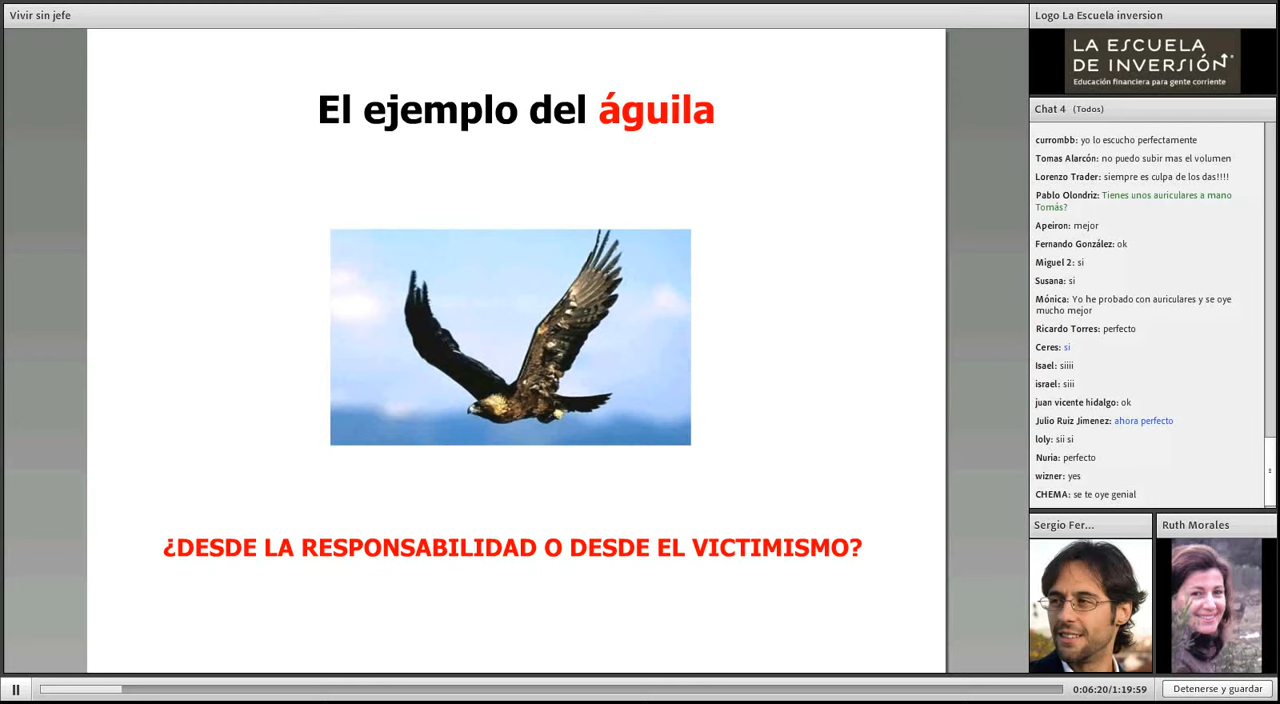 Vivir sin jefe
El ejemplo del águila
¿DESDE LA RESPONSABILIDAD O DESDE EL VICTIMISMO?
Logo La Escuela inversion
LA ESCUELA
DE INVERSIÓN
Educación financiera para gente corriente
Chat 4 (Todos)
currombb: yo lo escucho perfectamente
Tomas Alarcón: no puedo subir mas el volumen
Lorenzo Trader: siempre es culpa de los das!!!!
Pablo Olondriz: Tienes unos auriculares a mano
Tomás?
Apeiron: mejor
Fernando González: ok
Miguel 2: si
Susana: si
Mónica: Yo he probado con auriculares y se oye
mucho mejor
Ricardo Torres: perfecto
Ceres: si
Isael: siiii
israel: siii
juan vicente hidalgo: ok
Julio Ruiz Jimenez: ahora perfecto
loly: sii si
Nuria: perfecto
wizner: yes
CHEMA: se te oye genial
Sergio Fer...
Ruth Morales
0:06:20/1:19:59
Detenerse y guardar